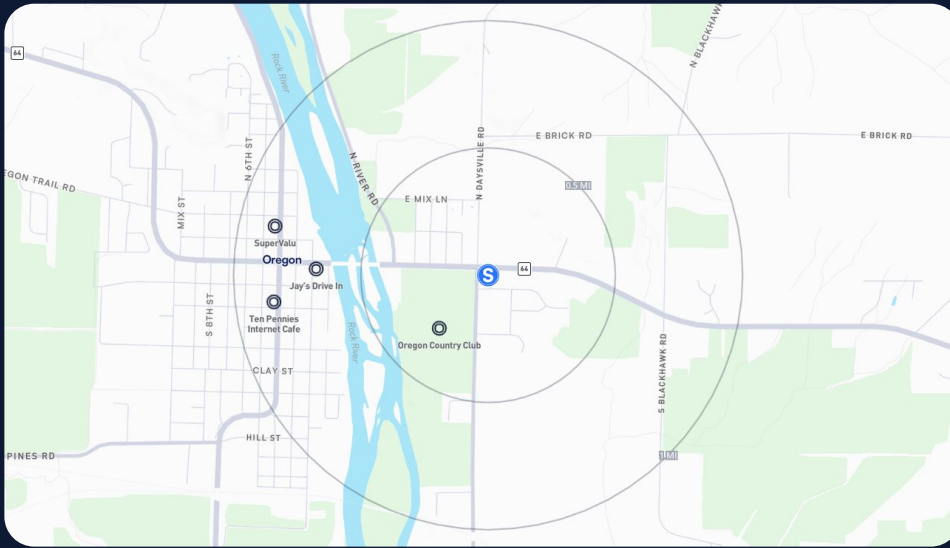 64
Rock River
N BLACKHAWK
N 6TH ST
N RIVER RD
N DAYSVILLE RD
E BRICK RD
E BRICK RD
EGON TRAIL RD
0.5 MI
MIX ST
E MIX LN
SuperValu
Oregon
Jay's Drive In
S
64
S 8TH ST
Ten Pennies
Internet Cafe
Rock River
Oregon Country Club
CLAY ST
S BLACKHAWK RD
HILL ST
PINES RD
1 MI